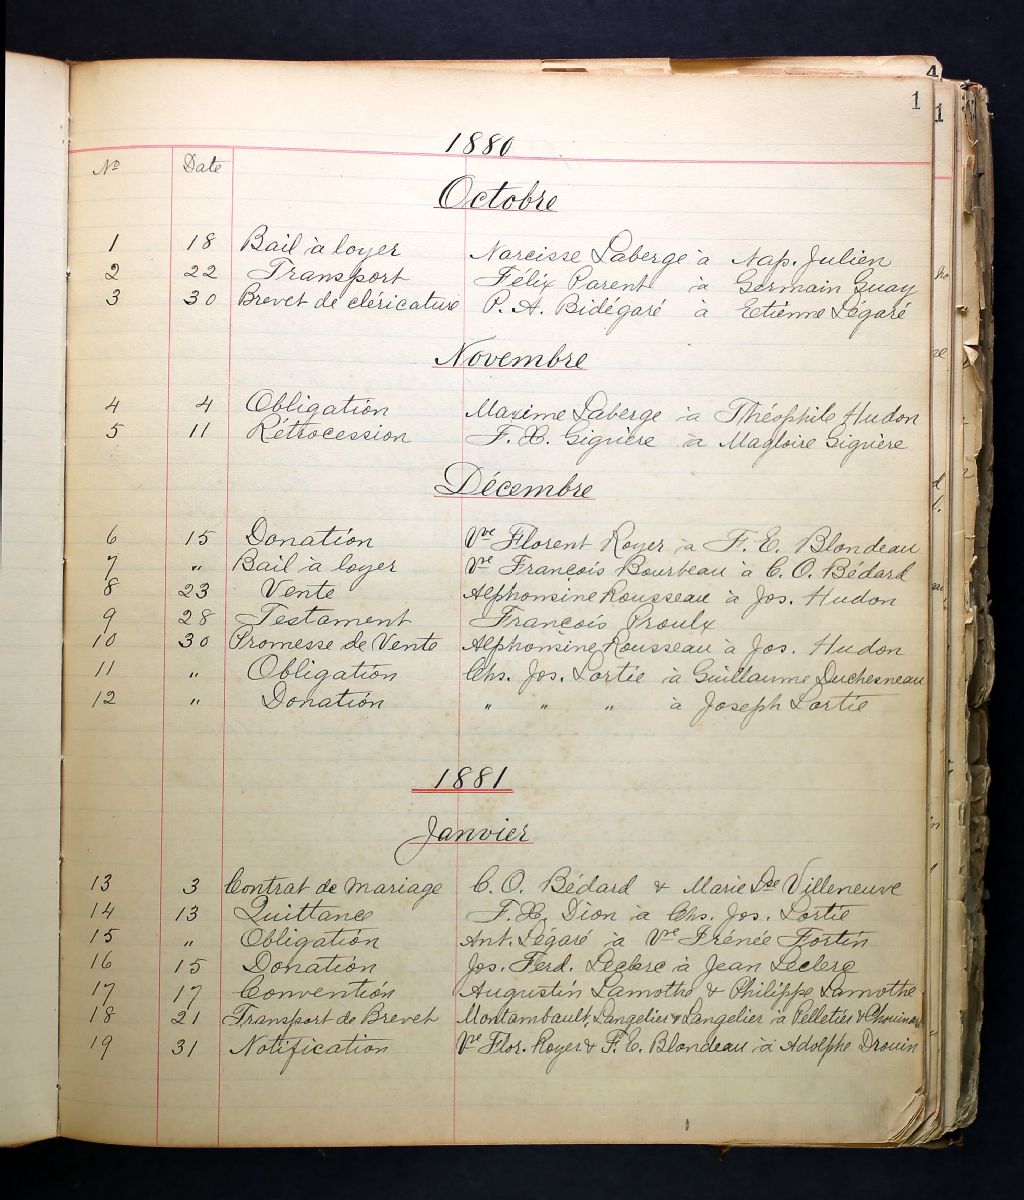 1
1880
No Date
Octobre
1 18 Bail à loyer Narcisse Laberge à Nap. Julien
2 22 Transport Félix Parent à Germain Guay
3 30 Brevet de cléricature P. A. Bidégaré à Etiénne Légaré
Novembre
4 4 Obligation Maxime Laberge à Théophile Hudon
5 11 Rétrocession F. X. Giguère à Magloire Giguère
Décembre
6 15 Donation Vve Florent Royer à F. E. Blondeau
7 " Bail à loyer Ve François Bourbeau à C. O. Bédard
8 23 Vente Alphonsine Rousseau à Jos. Hudon
9 28 Testament François Proulx
10 30 Promesse de Vente Alphonsine Rousseau à Jos. Hudon
11 " Obligation Chs. Jos. Lortie à Guillaume Duchesneau
12 " Donation " " " à Joseph Lortie
1881
Janvier
13 3 Contrat de Mariage C. O. Bédard & Marie Lse Villeneuve
14 13 Quittance F. X. Dion à Chs. Jos. Lortie
15 " Obligation Ant. Légaré à Ve Irénée Fortin
16 15 Donation Jos. Ferd. Leclerc à Jean Leclerc
17 17 Convention Augustin Lamothe & Philippe Lamothe
18 21 Transport de Brevet Montambault, Langelier & Langelier à Pelletier & Chouinard
19 31 Notification Ve Flor. Royer & F. E. Blondeau à Adolphe Drouin